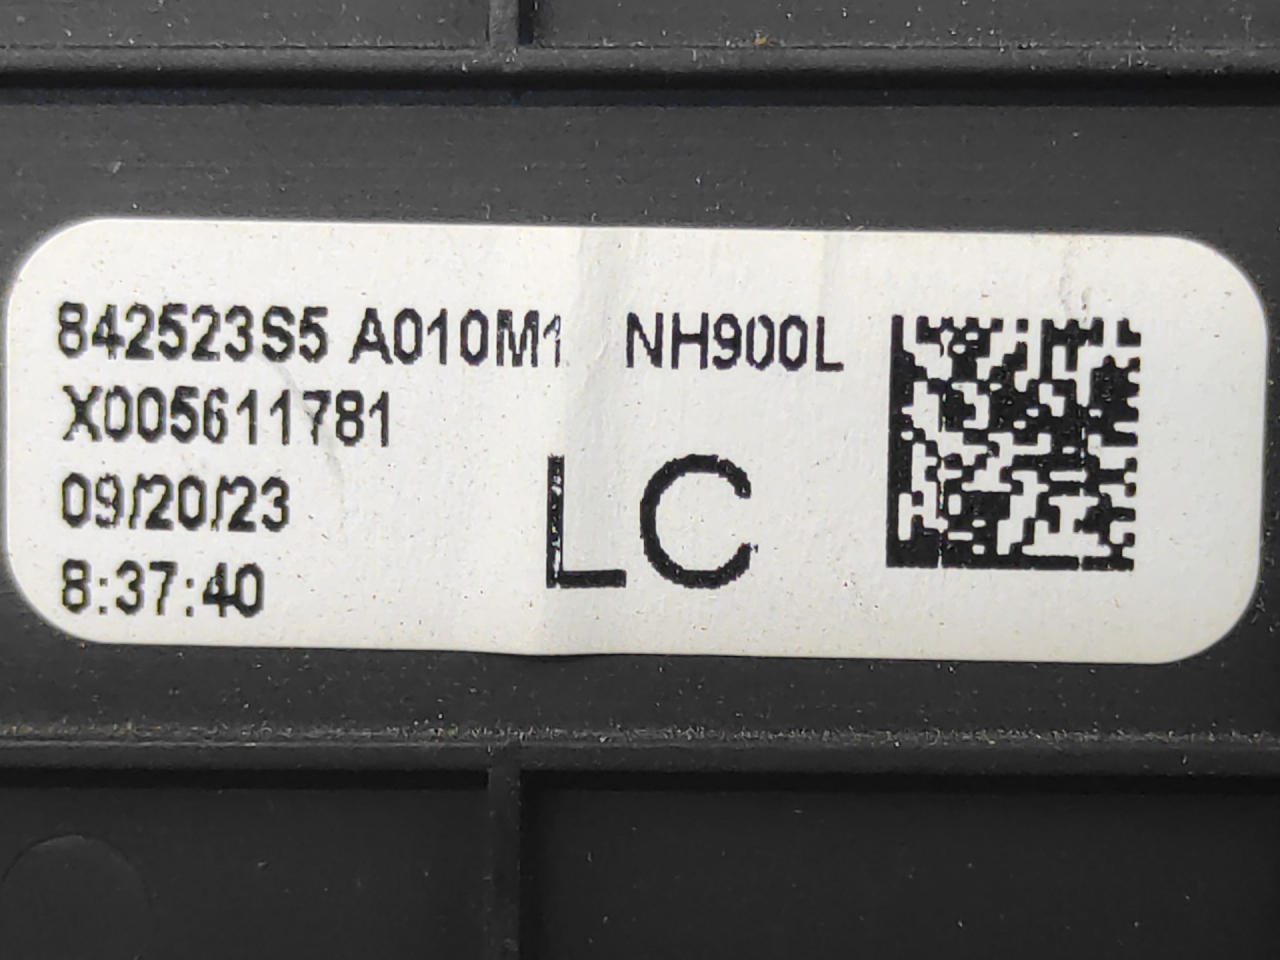 842523S5 A010M1 NH900L
X005611781
09/20/23
LC
8:37:40